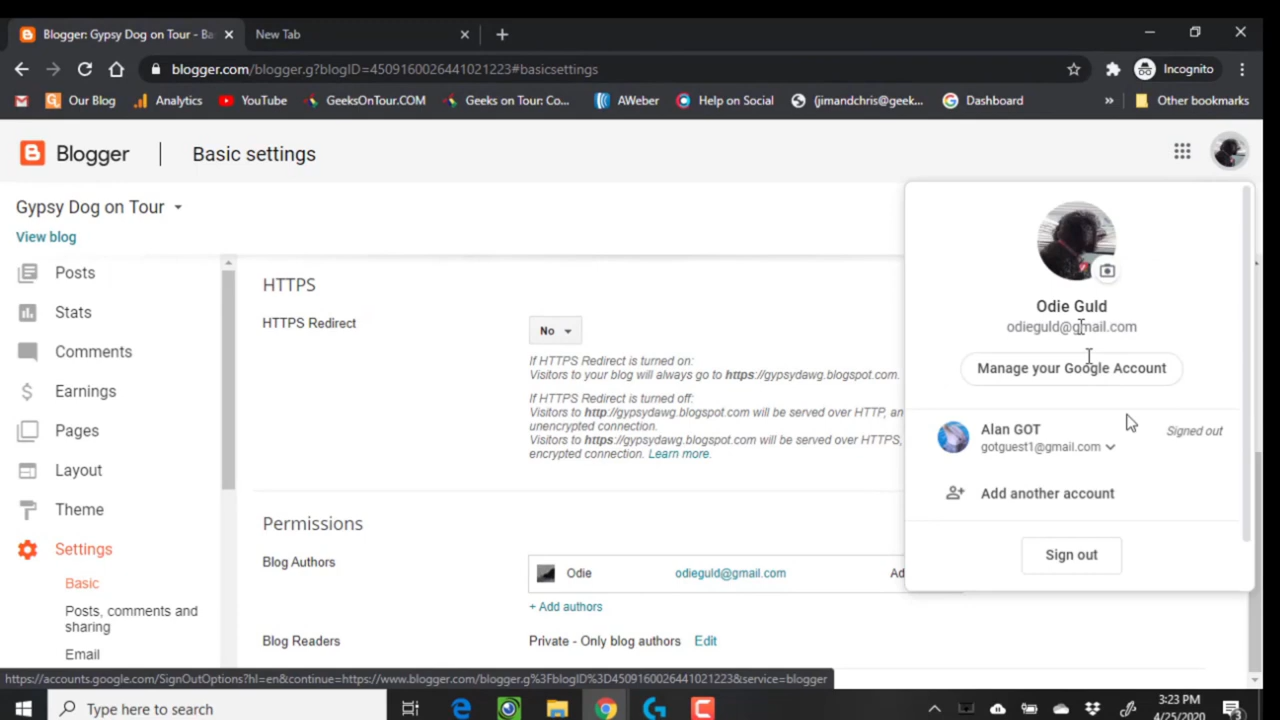 Blogger: Gypsy Dog on Tour - Ba
New Tab
blogger.com/blogger.g?blogID=4509160026441021223#basicsettings
Incognito
Our Blog
Analytics
YouTube
GeeksOnTour.COM
Geeks on Tour: Co...
AWeber
Help on Social
(jimandchris@geek...
Dashboard
»
Other bookmarks
Blogger
Basic settings
Gypsy Dog on Tour
View blog
Posts
Stats
Comments
Earnings
Pages
Layout
Theme
Settings
Basic
Posts, comments and
sharing
Email
HTTPS
HTTPS Redirect
No
If HTTPS Redirect is turned on:
Visitors to your blog will always go to https://gypsydawg.blogspot.com.
If HTTPS Redirect is turned off:
Visitors to http://gypsydawg.blogspot.com will be served over HTTP, an
unencrypted connection.
Visitors to https://gypsydawg.blogspot.com will be served over HTTPS,
encrypted connection. Learn more.
Permissions
Blog Authors
Odie
odieguld@gmail.com
Ad
+ Add authors
Blog Readers
Private - Only blog authors
Edit
Odie Guld
odieguld@gmail.com
Manage your Google Account
Alan GOT
gotguest1@gmail.com
Signed out
Add another account
Sign out
https://accounts.google.com/SignOutOptions?hl=en&continue=https://www.blogger.com/blogger.g%3FblogID%3D4509160026441021223&service=blogger
Type here to search
3:23 PM
4/25/2020